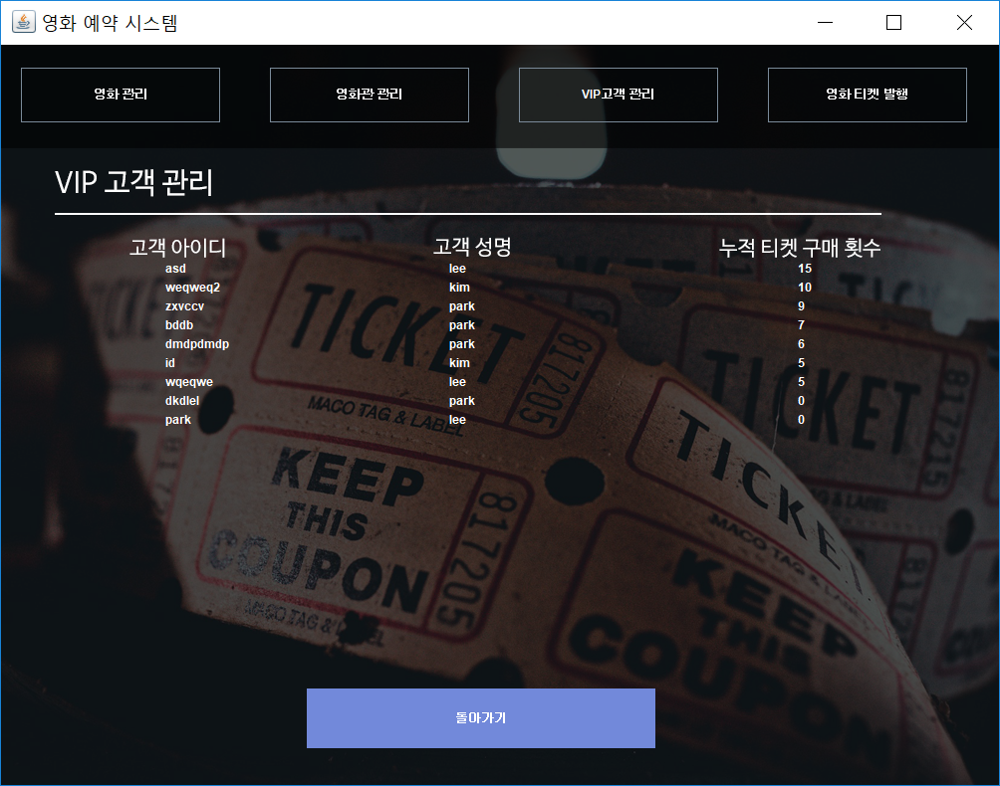 영화 예약 시스템
영화 관리
영화관 관리
VIP고객 관리
영화 티켓 발행
VIP 고객 관리
고객 아이디 고객 성명 누적 티켓 구매 횟수
asd lee 15
weqweq2 kim 10
zxvccv park 9
bddb park 7
dmdpdmdp park 6
id kim 5
wqeqwe lee 5
dkdlel park 0
park lee 0
TICKET
817205
MACO TAG & LABEL
KEEP
THIS
COUPON
817205
MACO TAG & LABEL
TICKET
MACO TAG & LABEL
KEEP
THIS
COUPON
TICKET
817215
TAG & LABEL
돌아가기